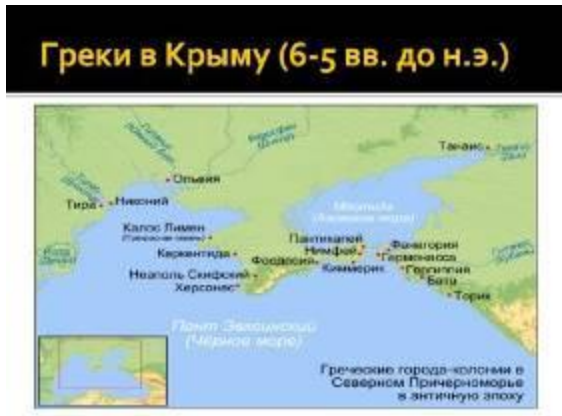 Греки в Крыму (6-5 вв. до н.э.)
Танаис
Ольвия
Никоний
Тира
Меотида
(Азовское море)
Калос Лимен
Керкентида
Пантикапей
Нимфей
Фанагория
Гермонасса
Феодосия
Киммерик
Горгиппия
Неаполь Скифский
Херсонес
Бата
Торик
Понт Эвксинский
(Чёрное море)
Греческие города-колонии в
Северном Причерноморье
в античную эпоху